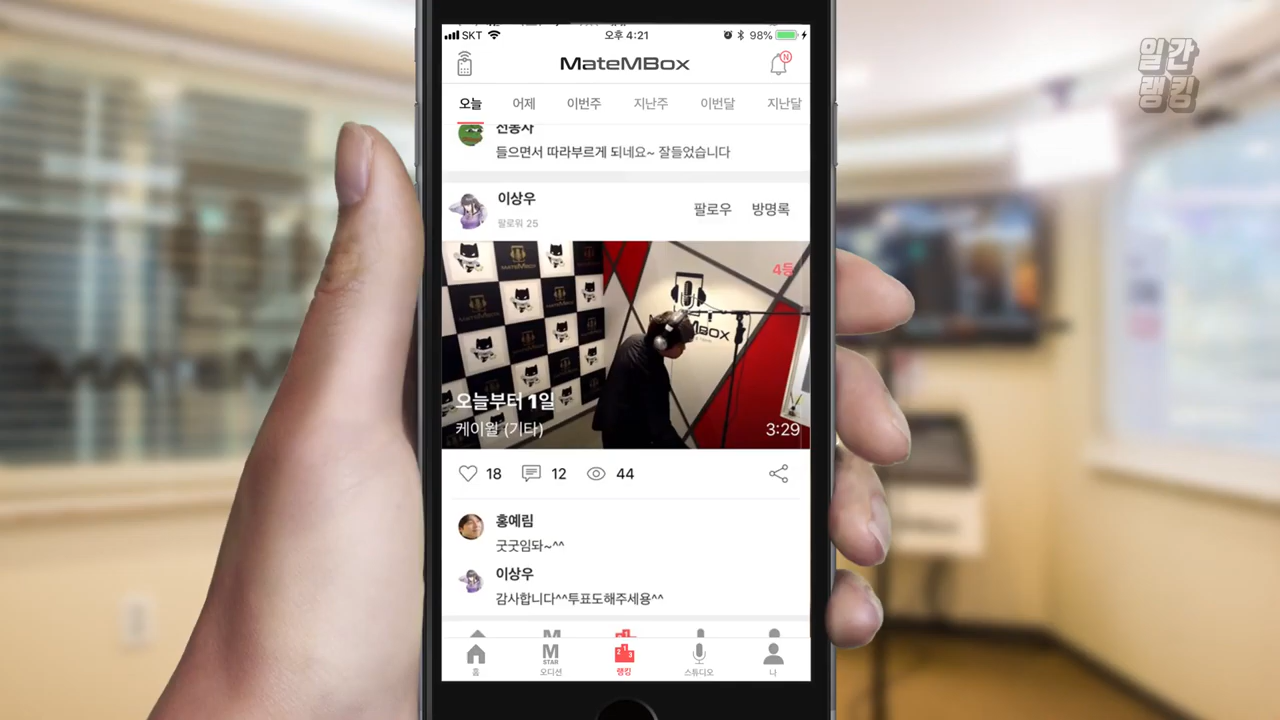 일간
랭킹
SKT
오후 4:21
98%
MateMBox
N
오늘
어제
이번주
지난주
이번달
지난달
들으면서 따라부르게 되네요~ 잘들었습니다
이상우
팔로워 25
팔로우
방명록
4등
오늘부터 1일
케이윌 (기타)
3:29
18
12
44
홍예림
굿굿임돠~^^
이상우
감사합니다^^투표도해주세용^^
홈
M
STAR
오디션
랭킹
스튜디오
나